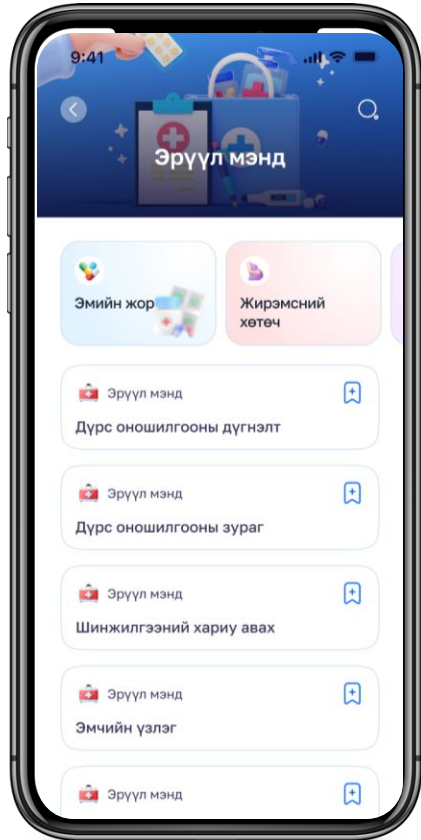 9:41
Эрүүл мэнд
Эмийн жор
Жирэмсний
хөтөч
Эрүүл мэнд
Дүрс оношилгооны дүгнэлт
Эрүүл мэнд
Дүрс оношилгооны зураг
Эрүүл мэнд
Шинжилгээний хариу авах
Эрүүл мэнд
Эмчийн үзлэг
Эрүүл мэнд